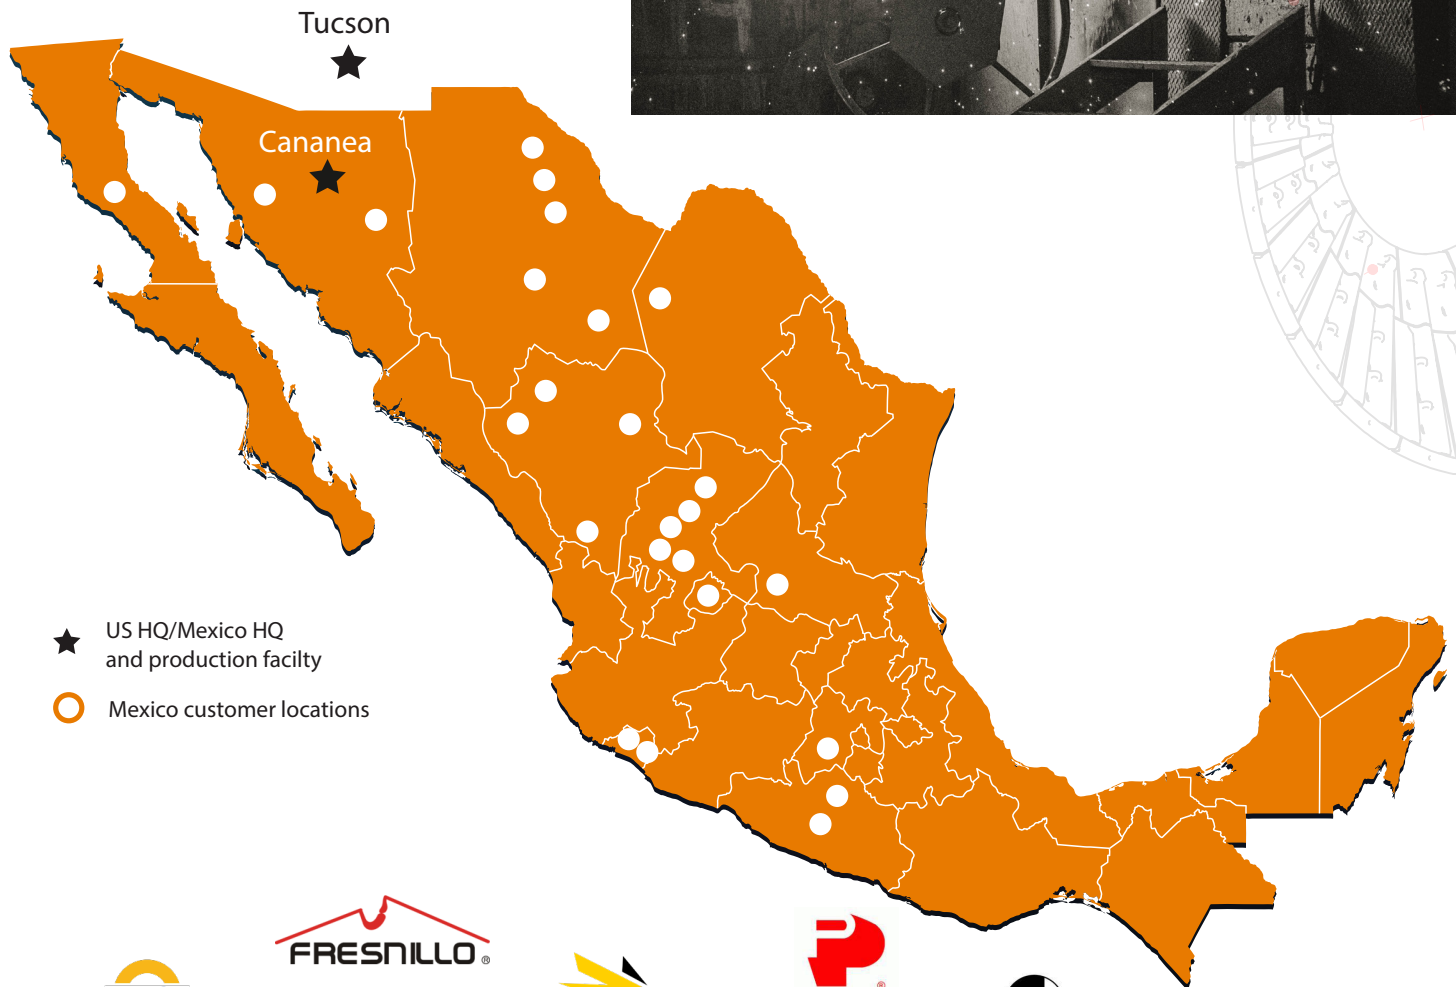 Tucson
Cananea
US HQ/Mexico HQ
and production facilty
Mexico customer locations
FRESNILLO ®
®